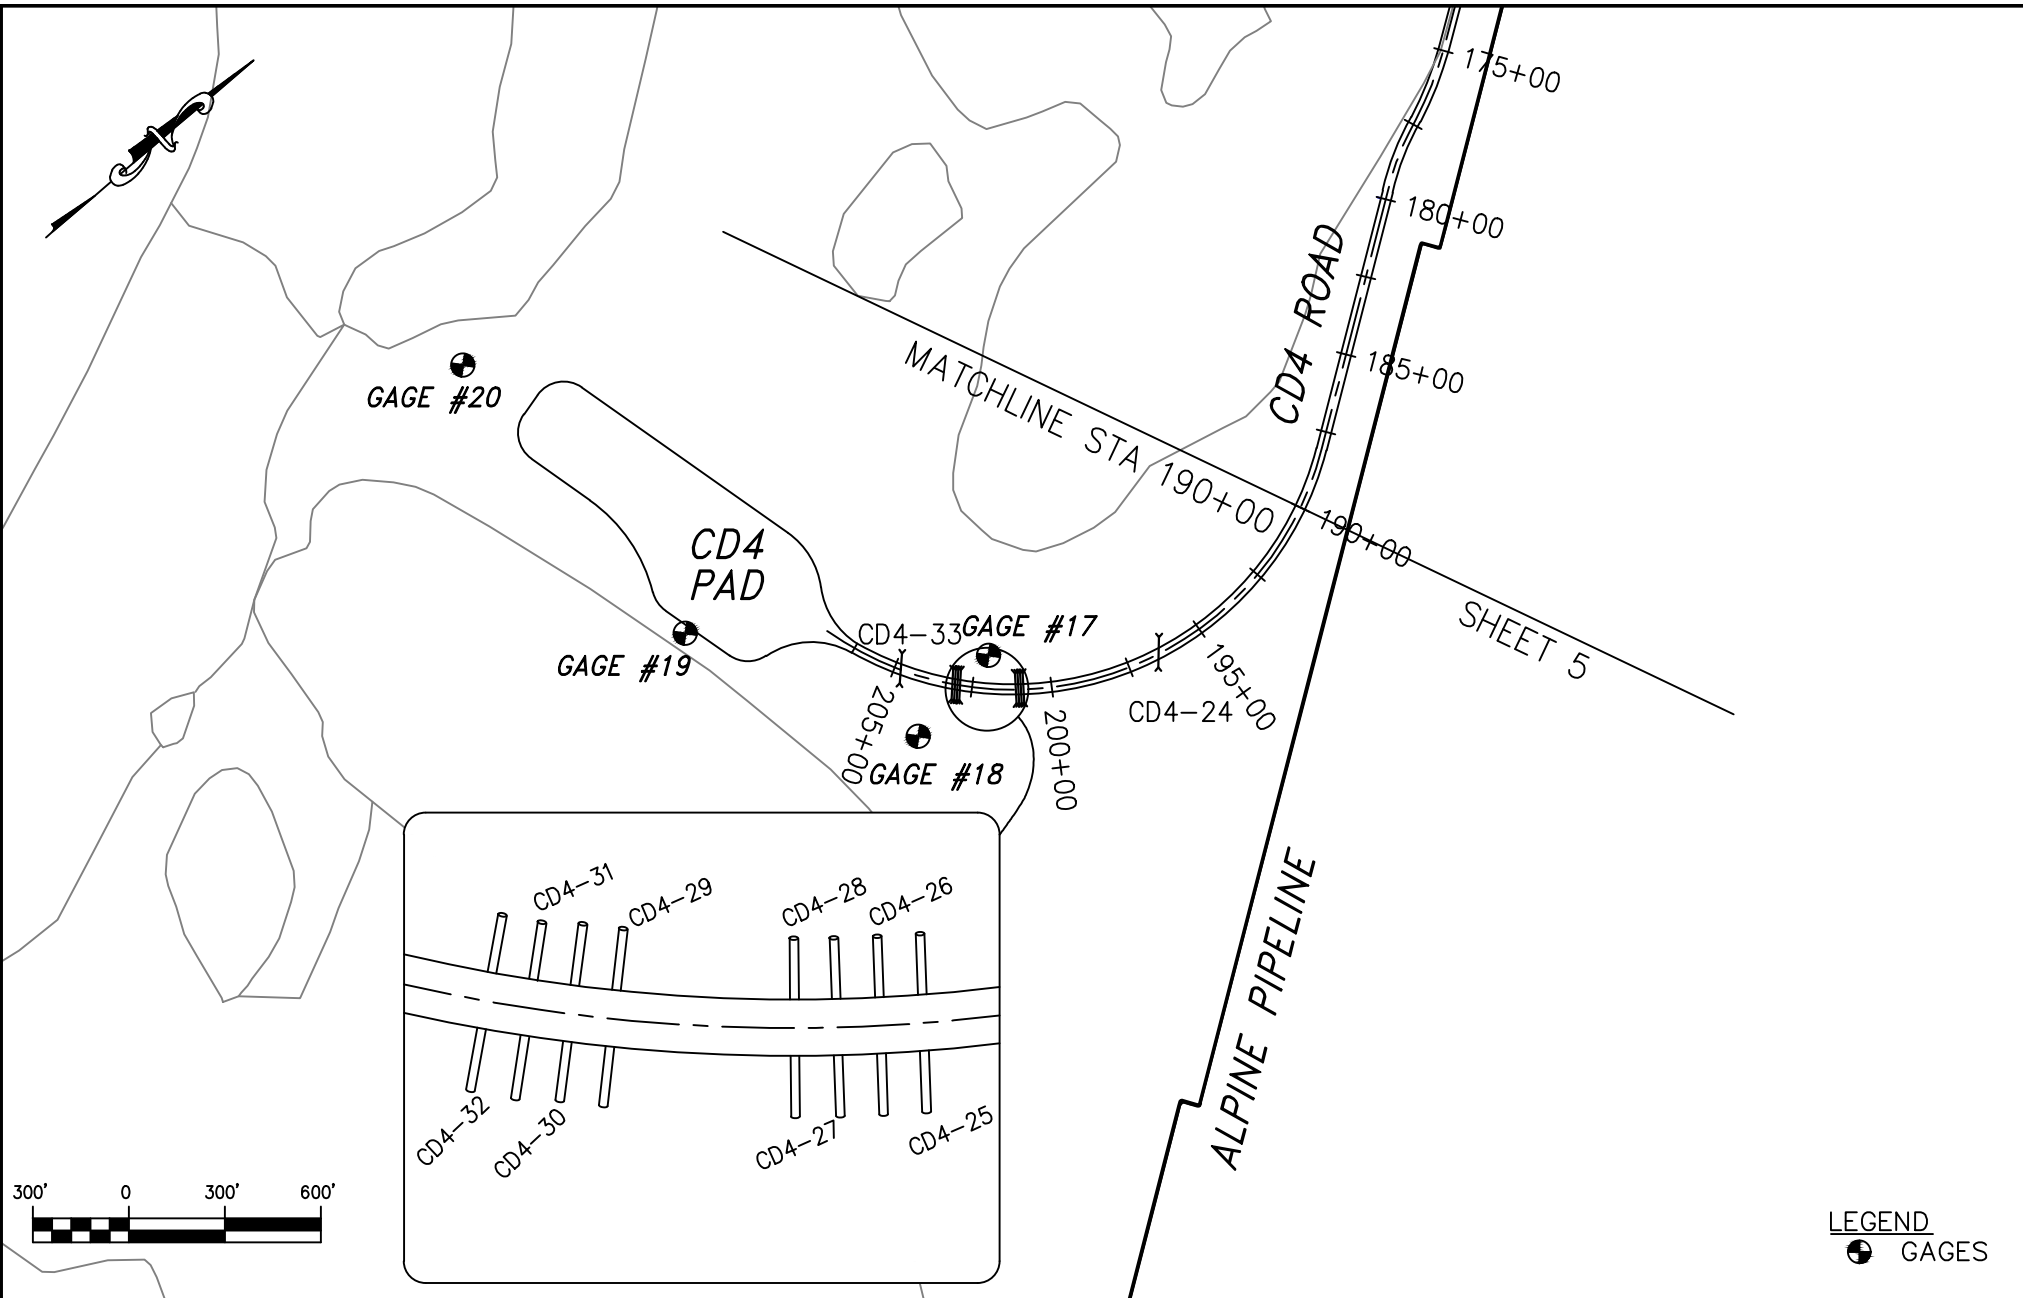 175+00
180+00
CD4 ROAD
185+00
GAGE #20
MATCHLINE STA 190+00
190+00
SHEET 5
CD4
PAD
CD4-33
GAGE #17
GAGE #19
195+00
CD4-24
205+00
200+00
GAGE #18
CD4-31
CD4-29
CD4-28
CD4-26
CD4-32
CD4-30
CD4-27
CD4-25
ALPINE PIPELINE
300' 0 300' 600'
LEGEND
GAGES